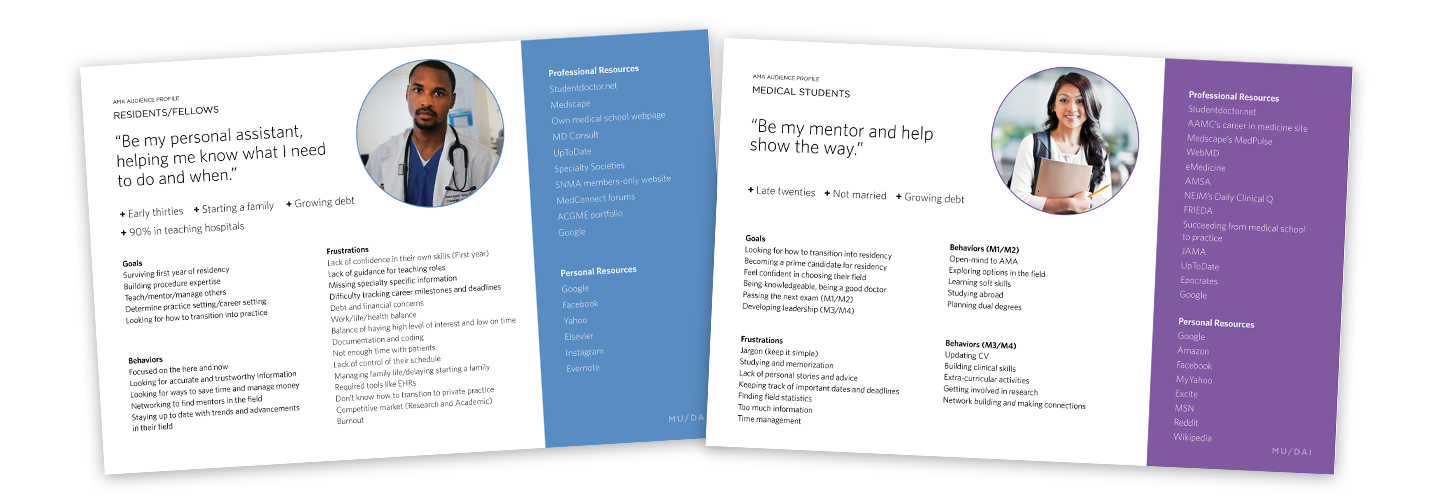 AMA AUDIENCE PROFILE
RESIDENTS/FELLOWS
“Be my personal assistant,
helping me know what I need
to do and when.”
+ Early thirties + Starting a family + Growing debt
+ 90% in teaching hospitals
Goals
Surviving first year of residency
Building procedure expertise
Teach/mentor/manage others
Determine practice setting/career setting
Looking for how to transition into practice
Behaviors
Focused on the here and now
Looking for accurate and trustworthy information
Looking for ways to save time and manage money
Networking to find mentors in the field
Staying up to date with trends and advancements
in their field
Frustrations
Lack of confidence in their own skills (First year)
Lack of guidance for teaching roles
Missing specialty specific information
Difficulty tracking career milestones and deadlines
Debt and financial concerns
Work/life/health balance
Balance of having high level of interest and low on time
Documentation and coding
Not enough time with patients
Lack of control of their schedule
Managing family life/delaying starting a family
Required tools like EHRs
Don't know how to transtion to private practice
Competitive market (Research and Academic)
Burnout
Professional Resources
Studentdoctor.net
Medscape
Own medical school webpage
MD Consult
UpToDate
Specialty Societies
SNMA members-only website
MedConnect forums
ACGME portfolio
Google
Personal Resources
Google
Facebook
Yahoo
Elsevier
Instagram
Evernote
MU/DA
AMA AUDIENCE PROFILE
MEDICAL STUDENTS
“Be my mentor and help
show the way.”
+ Late twenties + Not married + Growing debt
Goals
Looking for how to transition into residency
Becoming a prime candidate for residency
Feel confident in choosing their field
Being knowledgeable, being a good doctor
Passing the next exam (M1/M2)
Developing leadership (M3/M4)
Frustrations
Jargon (keep it simple)
Studying and memorization
Lack of personal stories and advice
Keeping track of important dates and deadlines
Finding field statistics
Too much information
Time management
Behaviors (M1/M2)
Open-mind to AMA
Exploring options in the field
Learning soft skills
Studying abroad
Planning dual degrees
Behaviors (M3/M4)
Updating CV
Building clinical skills
Extra-curricular activities
Getting involved in research
Network building and making connections
Professional Resources
Studentdoctor.net
AAMC's career in medicine site
Medscape's MedPulse
WebMD
eMedicine
AMSA
NEJM's Daily Clinical Q
FRIEDA
Succeeding from medical school
to practice
JAMA
UpToDate
Epocrates
Google
Personal Resources
Google
Amazon
Facebook
MyYahoo
Excite
MSN
Reddit
Wikipedia
MU/DAI